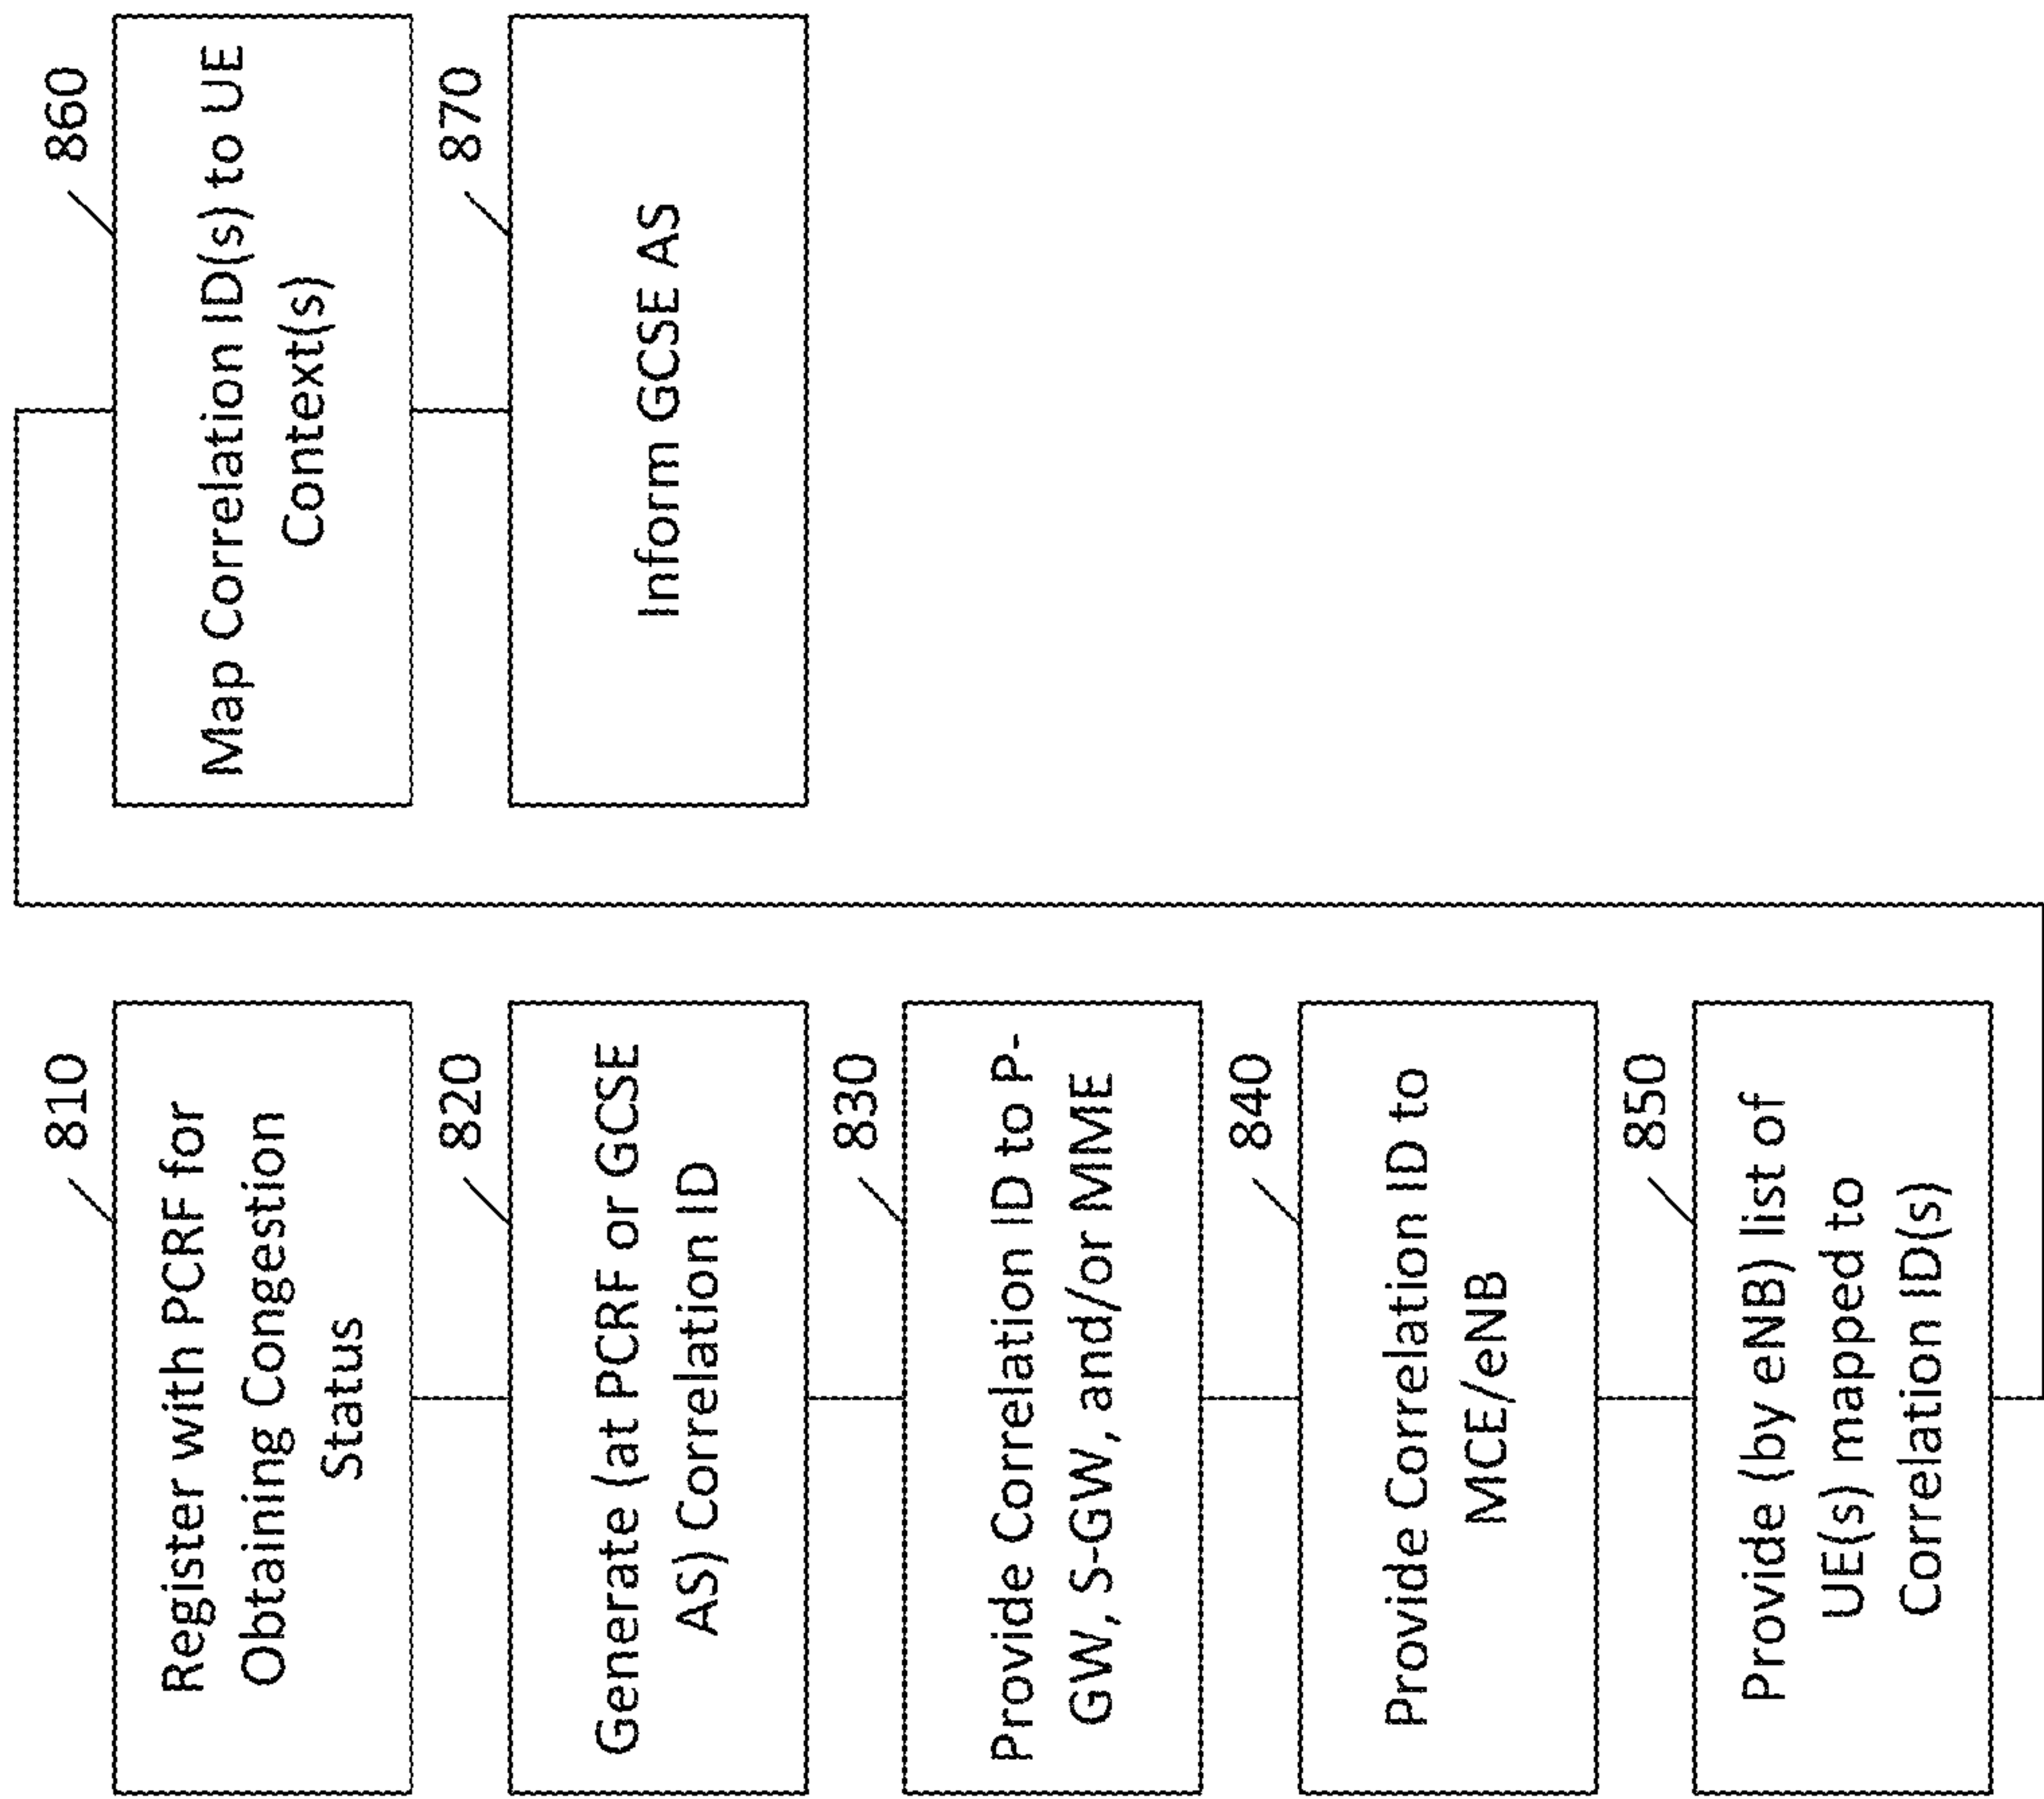 810
Register with PCRF for
Obtaining Congestion
Status
820
Generate (at PCRF or GCSE
AS) Correlation ID
830
Provide Correlation ID to P-
GW, S-GW, and/or MME
840
Provide Correlation ID to
MCE/eNB
850
Provide (by eNB) list of
UE(s) mapped to
Correlation ID(s)
860
Map Correlation ID(s) to UE
Context(s)
870
Inform GCSE AS